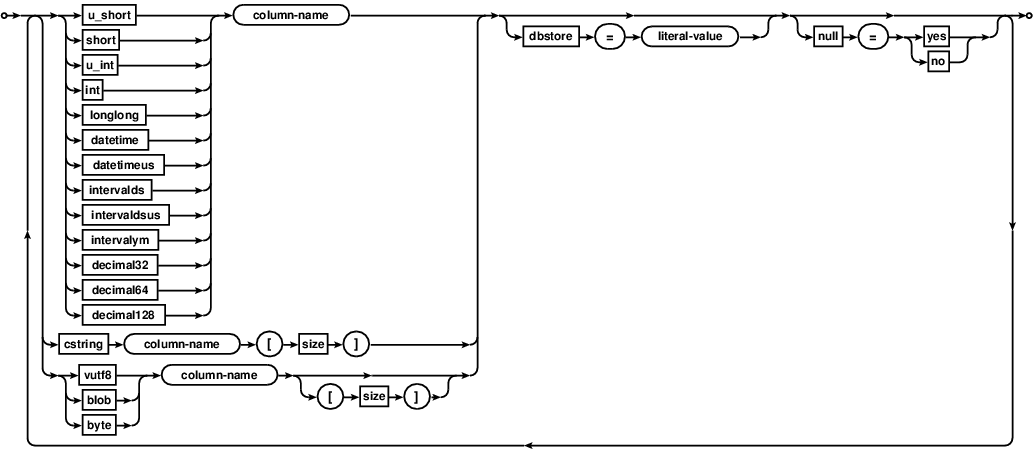 u_short column-name
short dbstore = literal-value null = yes
u_int no
int
longlong
datetime
datetimeus
intervalds
intervaldsus
intervalym
decimal32
decimal64
decimal128
cstring column-name [ size ]
vutf8 column-name
blob [ size ]
byte